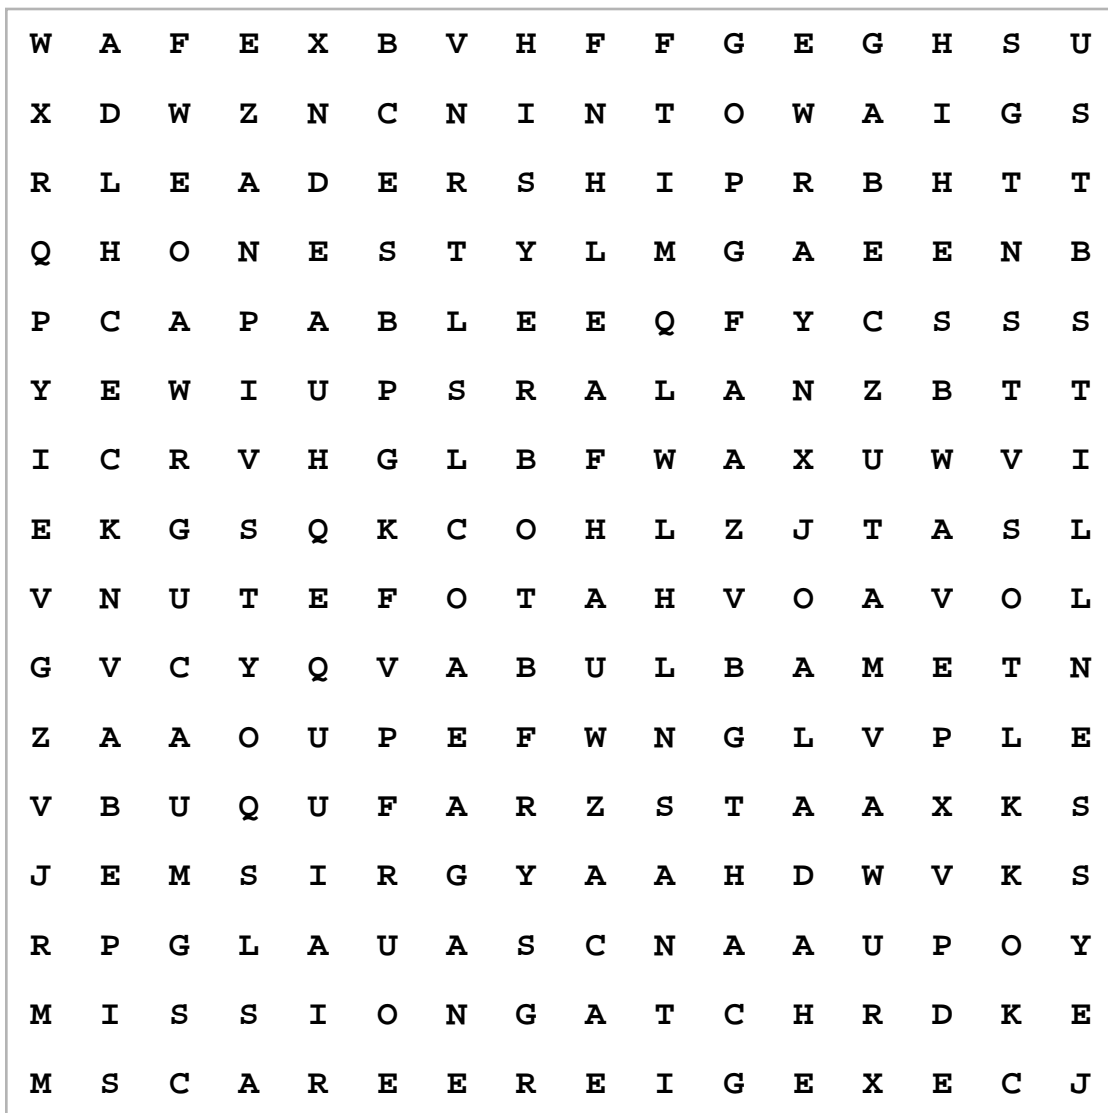 W A F E X B V H F F G E G H S U
X D W Z N C N I N T O W A I G S
R L E A D E R S H I P R B H T T
Q H O N E S T Y L M G A E E N B
P C A P A B L E E Q F Y C S S S
Y E W I U P S R A L A N Z B T T
I C R V H G L B F W A X U W V I
E K G S Q K C O H L Z J T A S L
V N U T E F O T A H V O A V O L
G V C Y Q V A B U L B A M E T N
Z A A O U P E F W N G L V P L E
V B U Q U F A R Z S T A A X K S
J E M S I R G Y A A H D W V K S
R P G L A U A S C N A A U P O Y
M I S S I O N G A T C H R D K E
M S C A R E E R E I G E X E C J